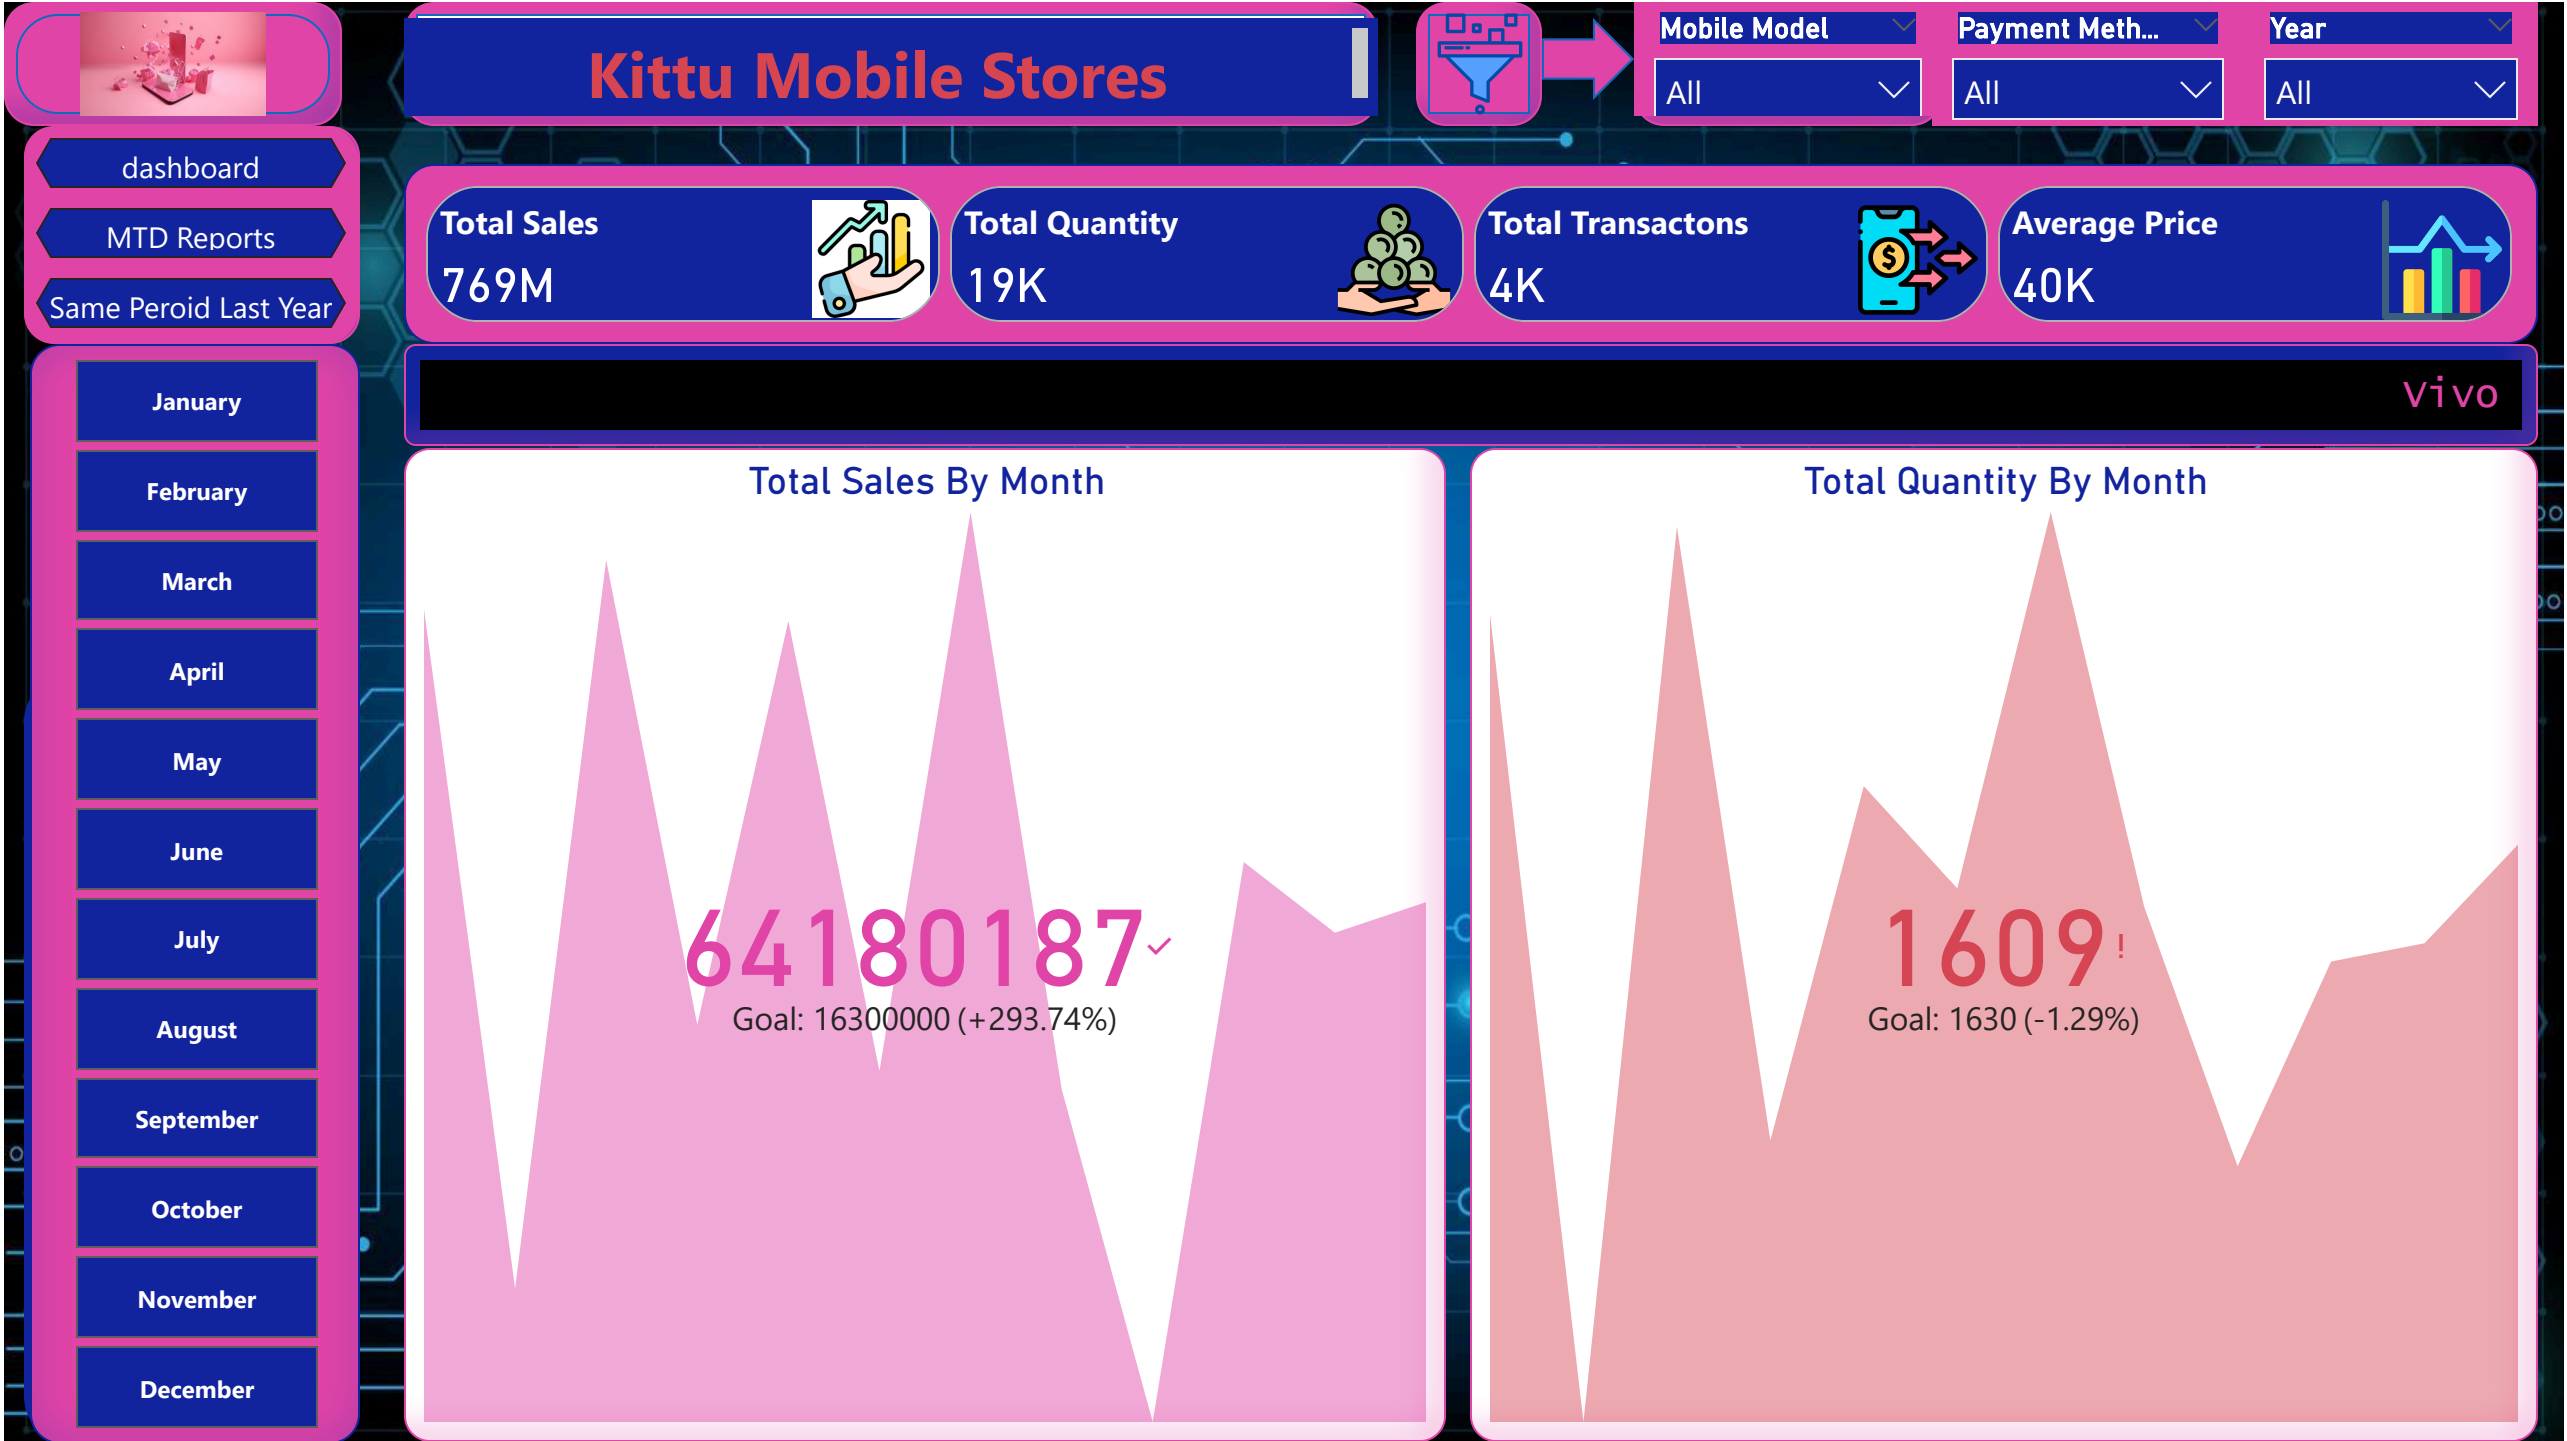 Kittu Mobile Stores
Mobile Model
All
Payment Meth...
All
Year
All
dashboard
MTD Reports
Same Peroid Last Year
Total Sales
769M
Total Quantity
19K
Total Transactons
4K
Average Price
40K
Vivo
January
February
March
April
May
June
July
August
September
October
November
December
Total Sales By Month
64180187
Goal: 16300000 (+293.74%)
Total Quantity By Month
1609!
Goal: 1630 (-1.29%)